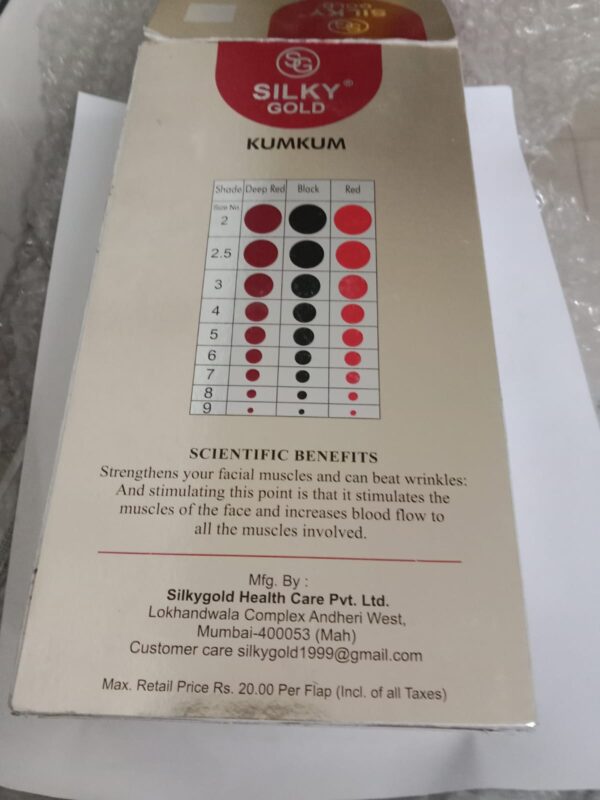 SILKY
GOLD
SG
SILKY®
GOLD
KUMKUM
Shade Deep Red Black Red
Size No.
2
2.5
3
4
5
6
7
8
9
SCIENTIFIC BENEFITS
Strengthens your facial muscles and can beat wrinkles:
And stimulating this point is that it stimulates the
muscles of the face and increases blood flow to
all the muscles involved.
Mfg. By :
Silkygold Health Care Pvt. Ltd.
Lokhandwala Complex Andheri West,
Mumbai-400053 (Mah)
Customer care silkygold1999@gmail.com
Max. Retail Price Rs. 20.00 Per Flap (Incl. of all Taxes)